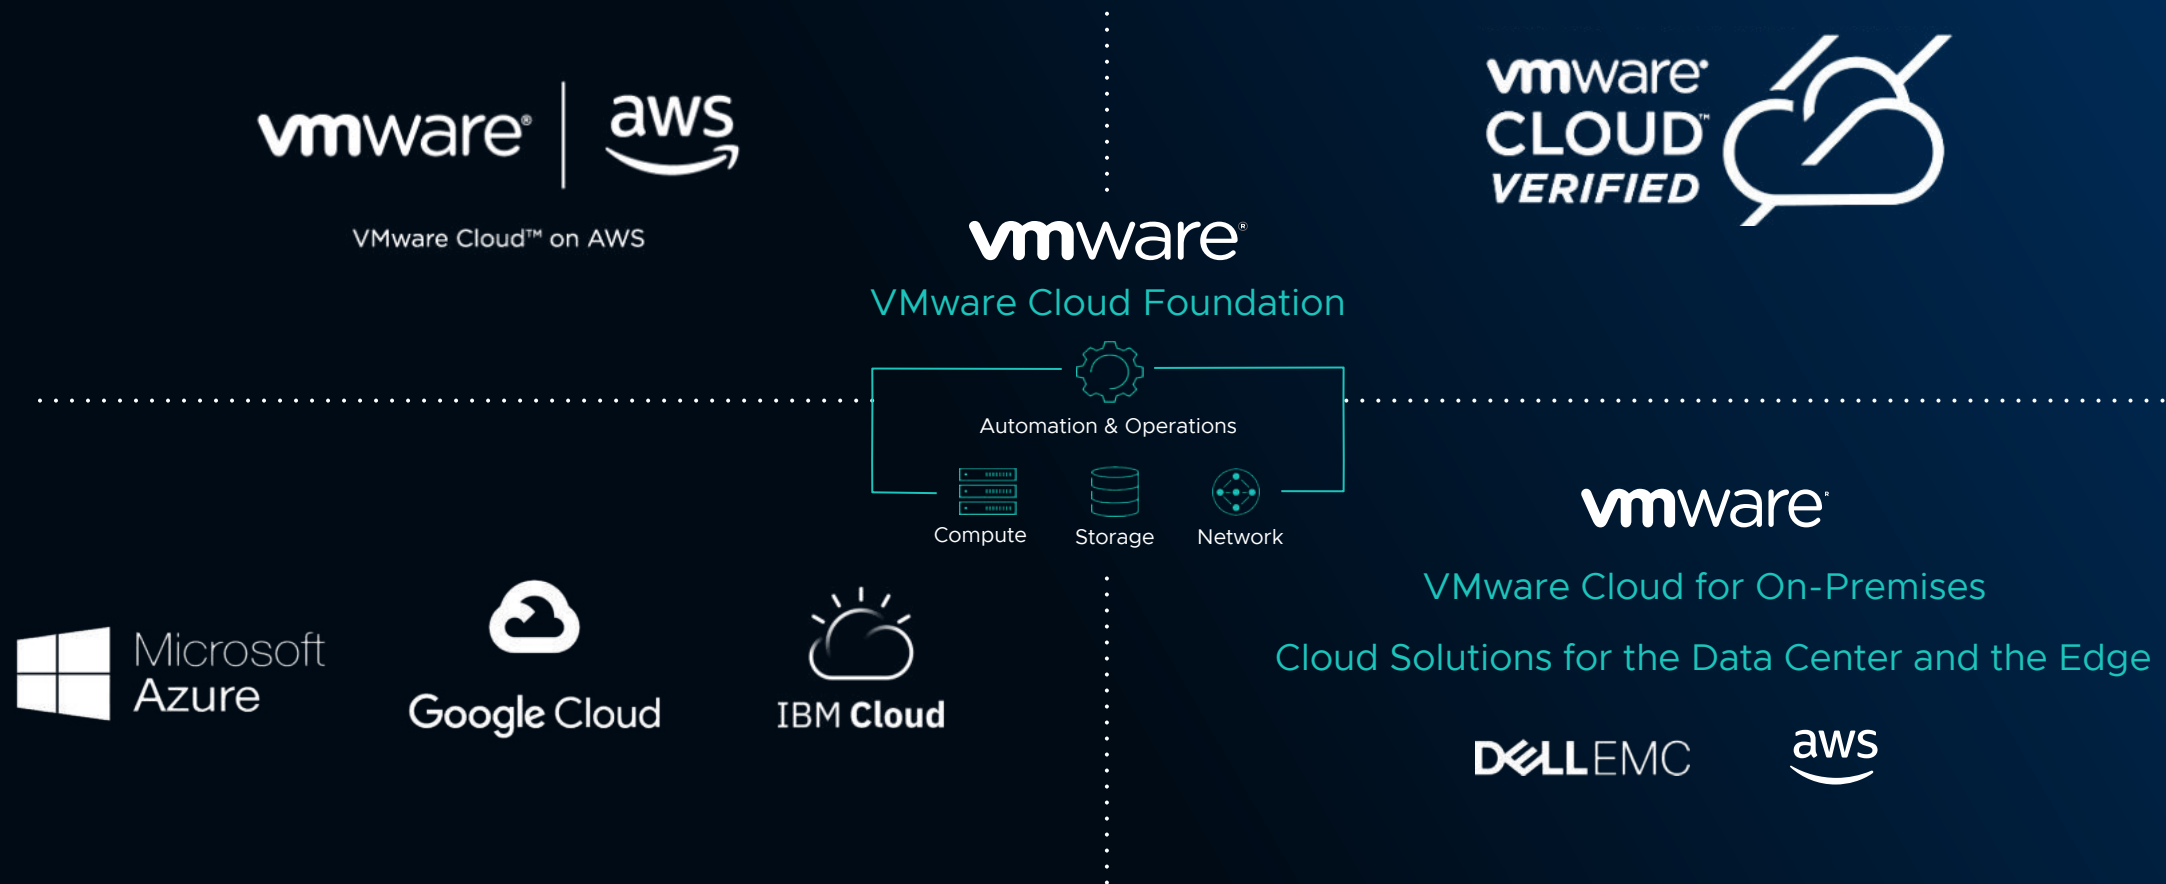 vmware®
aws
VMware Cloud™ on AWS
vmware®
CLOUD™
VERIFIED
vmware®
VMware Cloud Foundation
Automation & Operations
Compute
Storage
Network
Microsoft
Azure
Google Cloud
IBM Cloud
vmware®
VMware Cloud for On-Premises
Cloud Solutions for the Data Center and the Edge
DELLEMC
aws